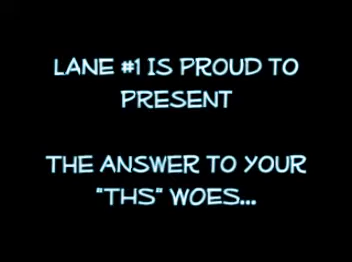 LANE #1 IS PROUD TO
PRESENT
THE ANSWER TO YOUR
"THS" WOES...